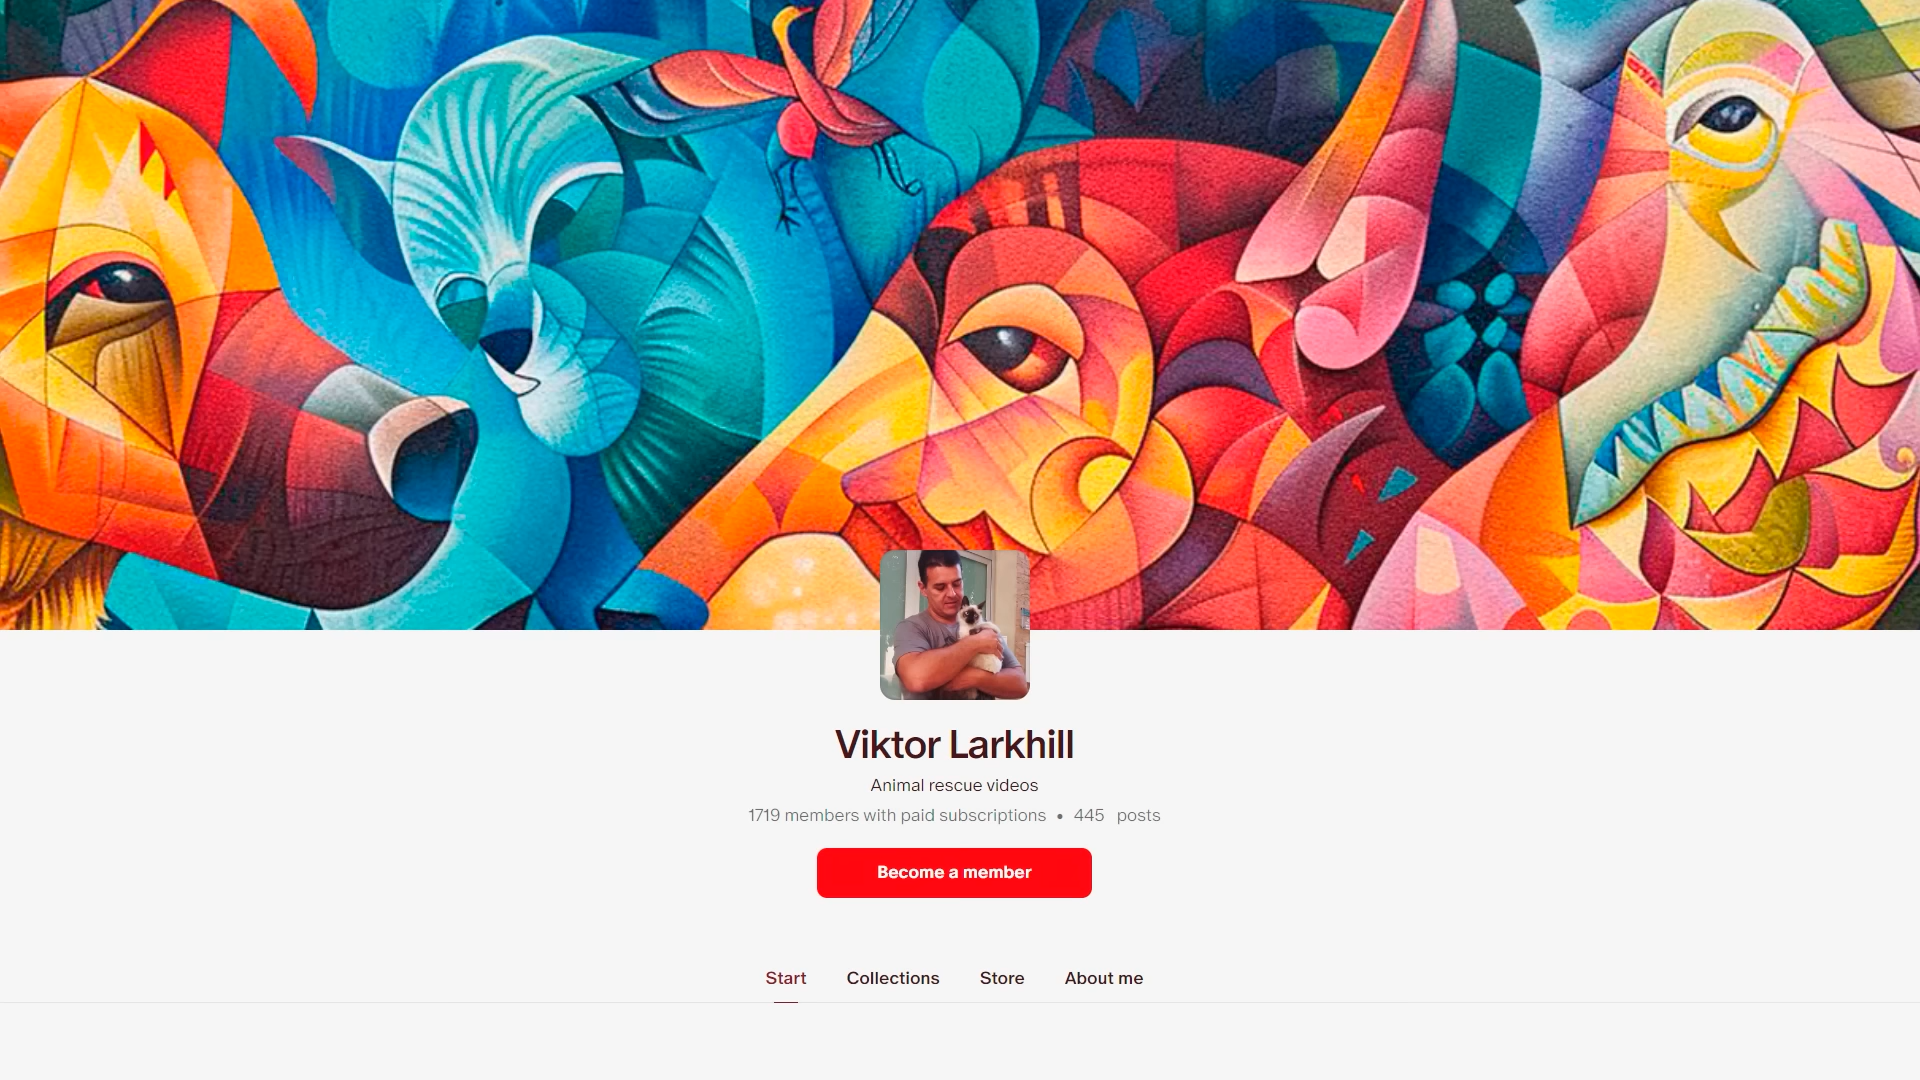 Viktor Larkhill
Animal rescue videos
1719 members with paid subscriptions • 445 posts
Become a member
Start Collections Store About me